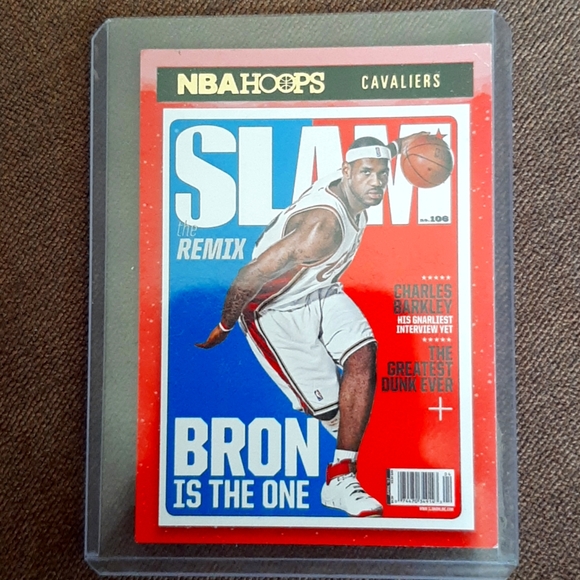 NBA HOOPS
CAVALIERS
SLAM
no.106
the
REMIX
CHARLES
BARKLEY
HIS GNARLIEST
INTERVIEW YET
THE
GREATEST
DUNK EVER
BRON
IS THE ONE